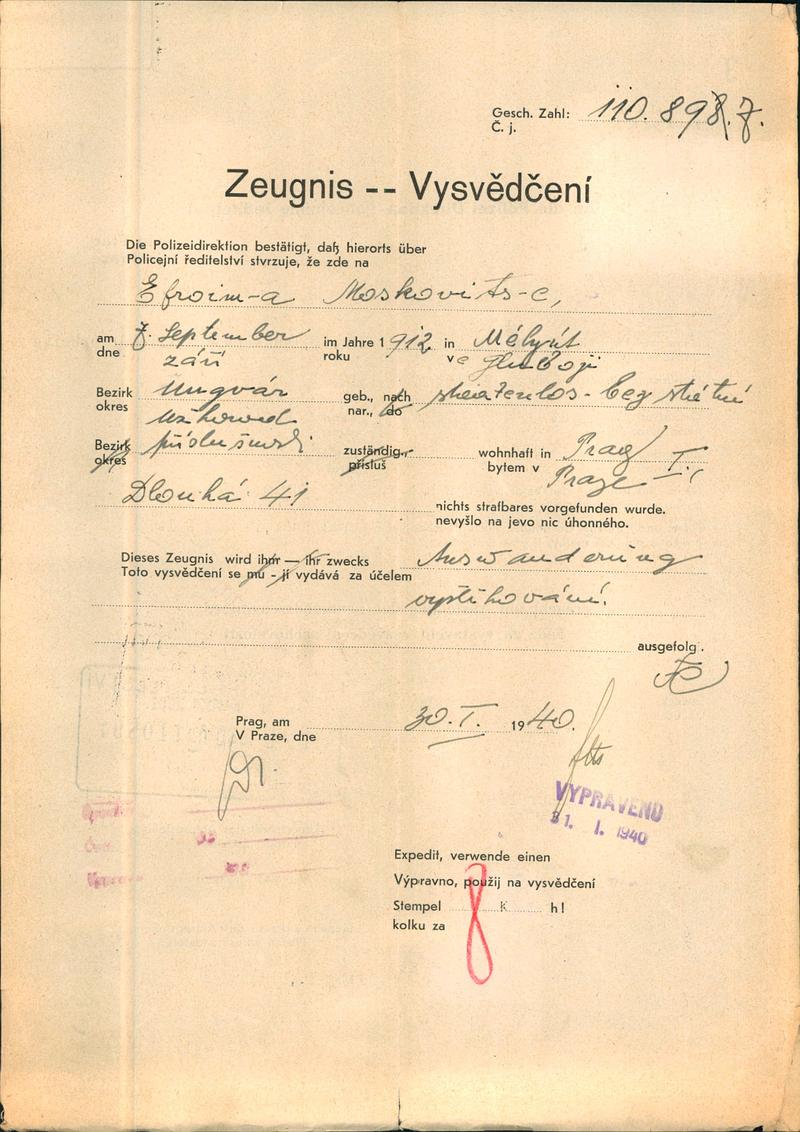 Gesch. Zahl: 110.89
Č. j.
Zeugnis -- Vysvědčení
Die Polizeidirektion bestätigt, daß hierorts über
Policejní ředitelství stvrzuje, že zde na
Efroim-a Moskovits-e,
am 7. September im Jahre 1912 in Mélyút
dne září roku ve
Bezirk Ungvár geb., nach staatenlos - bez státní
okres Užhorod nar., do
Bezirk příslušnosti zuständig, wohnhaft in Prag I.
okres přísluš bytem v Praze
Dlouhá 41 nichts strafbares vorgefunden wurde.
nevyšlo na jevo nic úhonného.
Dieses Zeugnis wird ihm — ihr zwecks Auswanderung
Toto vysvědčení se mu - jí vydává za účelem
vystěhování.
ausgefolg .
Prag, am 30. I. 1940.
V Praze, dne
VYPRAVENO
31. I. 1940
Expedit, verwende einen
Výpravno, použij na vysvědčení
Stempel 8 K h!
kolku za